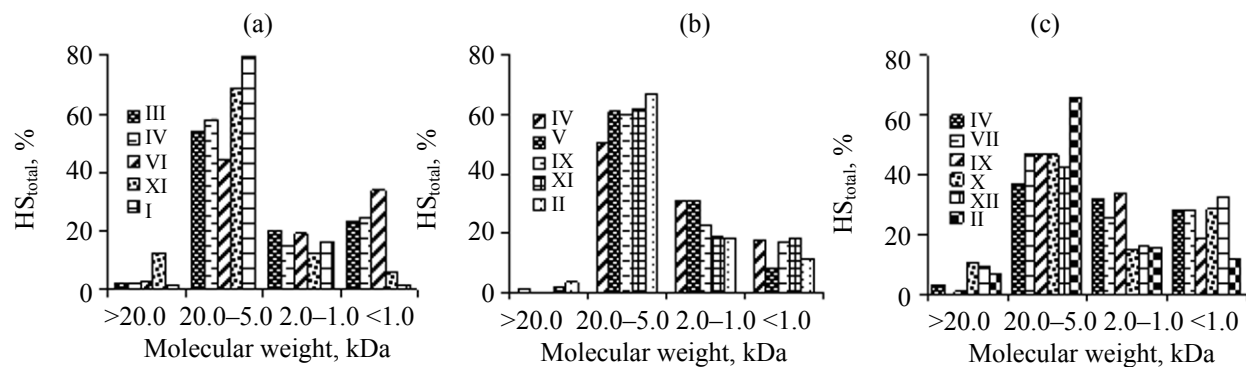 (a)
80
60
40
20
0
HS_total, %
III
IV
VI
XI
I
>20.0 20.0–5.0 2.0–1.0 <1.0
Molecular weight, kDa
(b)
80
60
40
20
0
HS_total, %
IV
V
IX
XI
II
>20.0 20.0–5.0 2.0–1.0 <1.0
Molecular weight, kDa
(c)
80
60
40
20
0
HS_total, %
IV
VII
IX
X
XII
II
>20.0 20.0–5.0 2.0–1.0 <1.0
Molecular weight, kDa